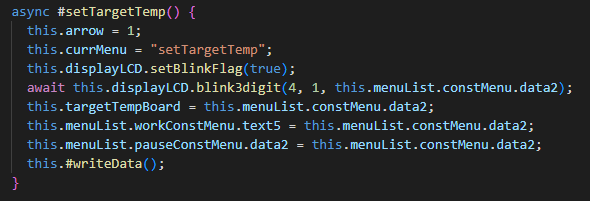 async #setTargetTemp() {
this.arrow = 1;
this.currMenu = "setTargetTemp";
this.displayLCD.setBlinkFlag(true);
await this.displayLCD.blink3digit(4, 1, this.menuList.constMenu.data2);
this.targetTempBoard = this.menuList.constMenu.data2;
this.menuList.workConstMenu.text5 = this.menuList.constMenu.data2;
this.menuList.pauseConstMenu.data2 = this.menuList.constMenu.data2;
this.#writeData();
}